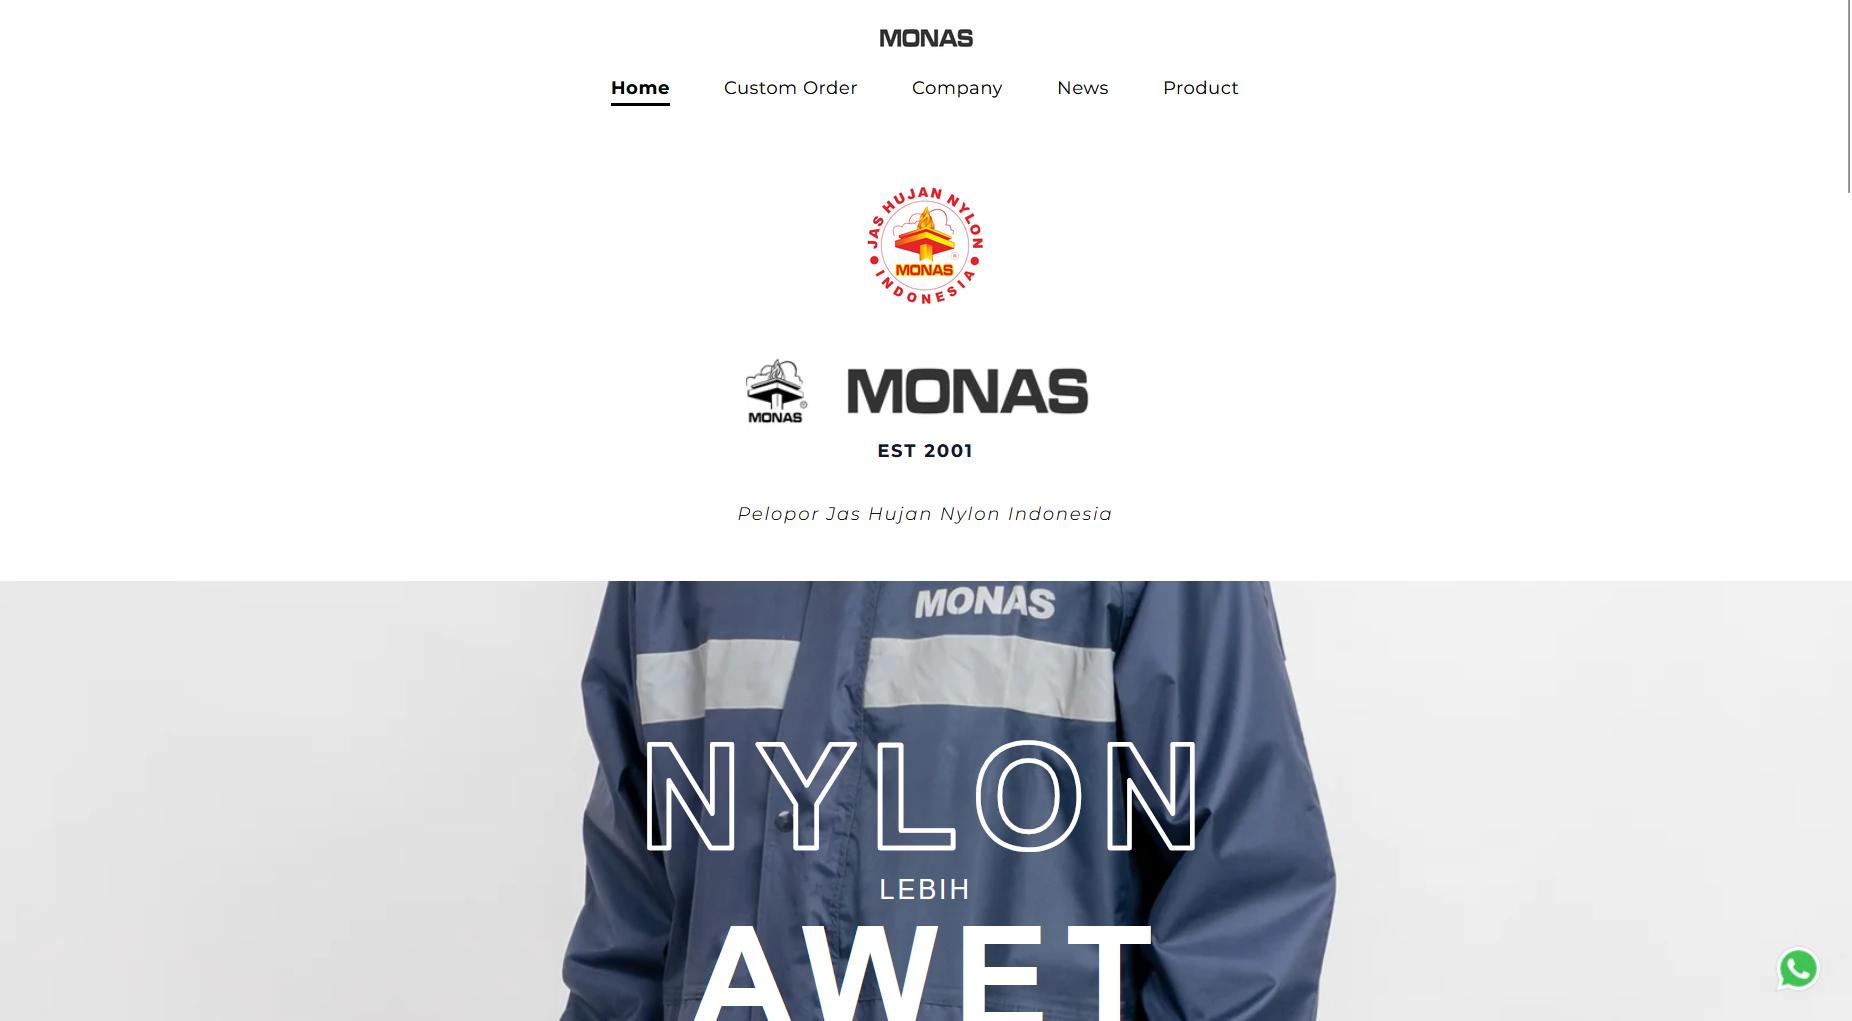 MONAS
Home Custom Order Company News Product
JAS HUJAN NYLON
MONAS
INDONESIA
MONAS
MONAS
EST 2001
Pelopor Jas Hujan Nylon Indonesia
MONAS
NYLON
LEBIH
AWET